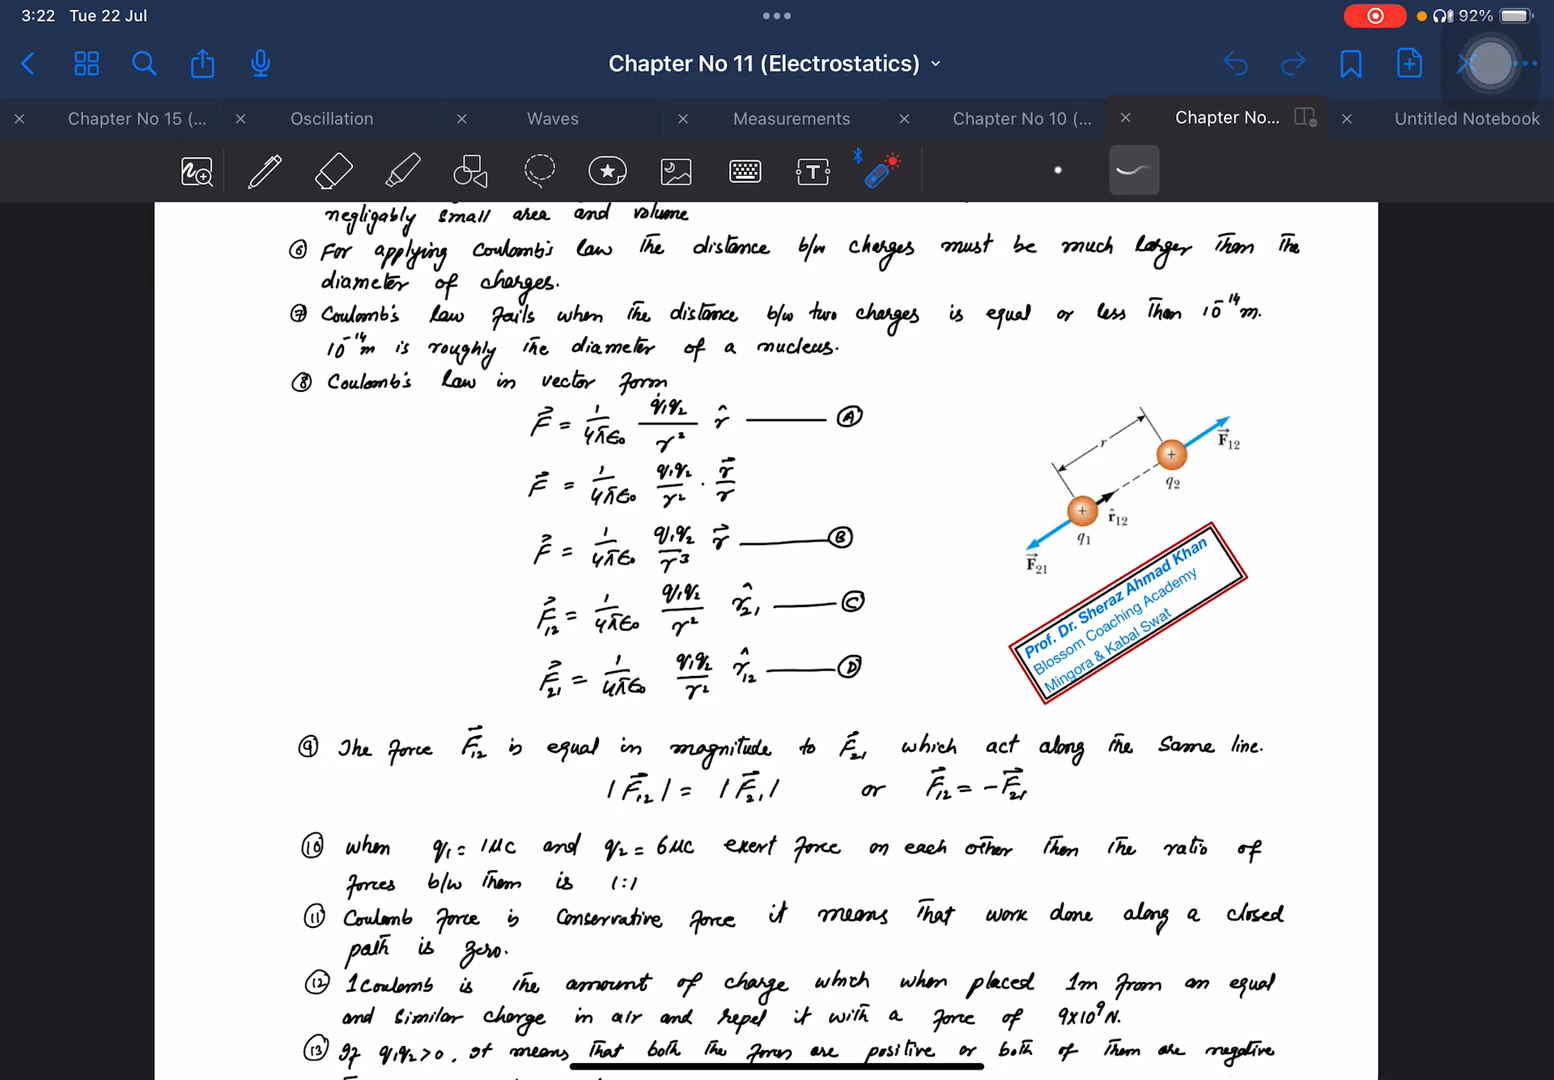 3:22 Tue 22 Jul
92%
Chapter No 11 (Electrostatics)
Chapter No 15 (...
Oscillation
Waves
Measurements
Chapter No 10 (...
Chapter No...
Untitled Notebook
negligably small area and volume
⑥ For applying Coulomb's law The distance b/w charges must be much larger Than The
diameter of charges.
⑦ Coulomb's law fails when The distance b/w two charges is equal or less Than 10⁻¹⁴m.
10⁻¹⁴m is roughly The diameter of a nucleus.
⑧ Coulomb's law in vector form
F⃗ = 1/4πε₀ q₁q₂/r² r̂ —— Ⓐ
F⃗ = 1/4πε₀ q₁q₂/r² · r⃗/r
F⃗ = 1/4πε₀ q₁q₂/r³ r⃗ —— Ⓑ
F⃗₁₂ = 1/4πε₀ q₁q₂/r² r̂₂₁ —— Ⓒ
F⃗₂₁ = 1/4πε₀ q₁q₂/r² r̂₁₂ —— Ⓓ
r
F⃗₁₂
+
q₂
+
r̂₁₂
q₁
F⃗₂₁
Prof. Dr. Sheraz Ahmad Khan
Blossom Coaching Academy
Mingora & Kabal Swat
⑨ The force F⃗₁₂ is equal in magnitude to F⃗₂₁ which act along The same line.
|F⃗₁₂| = |F⃗₂₁| or F⃗₁₂ = -F⃗₂₁
⑩ when q₁ = 1μC and q₂ = 6μC exert force on each other Then The ratio of
forces b/w Them is 1:1
⑪ Coulomb force is Conservative force it means That work done along a closed
path is zero.
⑫ 1 Coulomb is The amount of charge which when placed 1m from an equal
and similar charge in air and repel it with a force of 9x10⁹N.
⑬ If q₁q₂>0, It means That both The forces are positive or both of Them are negative